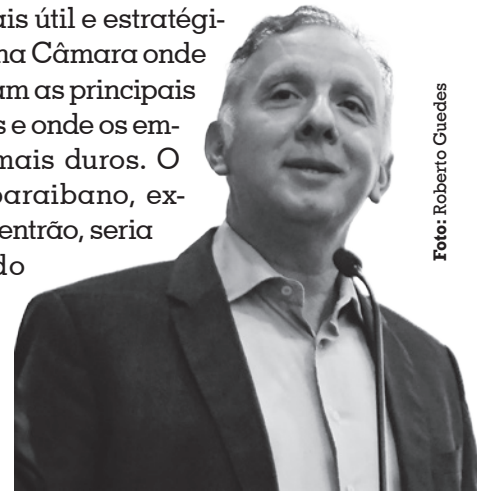 ais útil e estratégi-
na Câmara onde
am as principais
s e onde os em-
mais duros. O
paraibano, ex-
entrão, seria
do
Foto: Roberto Guedes